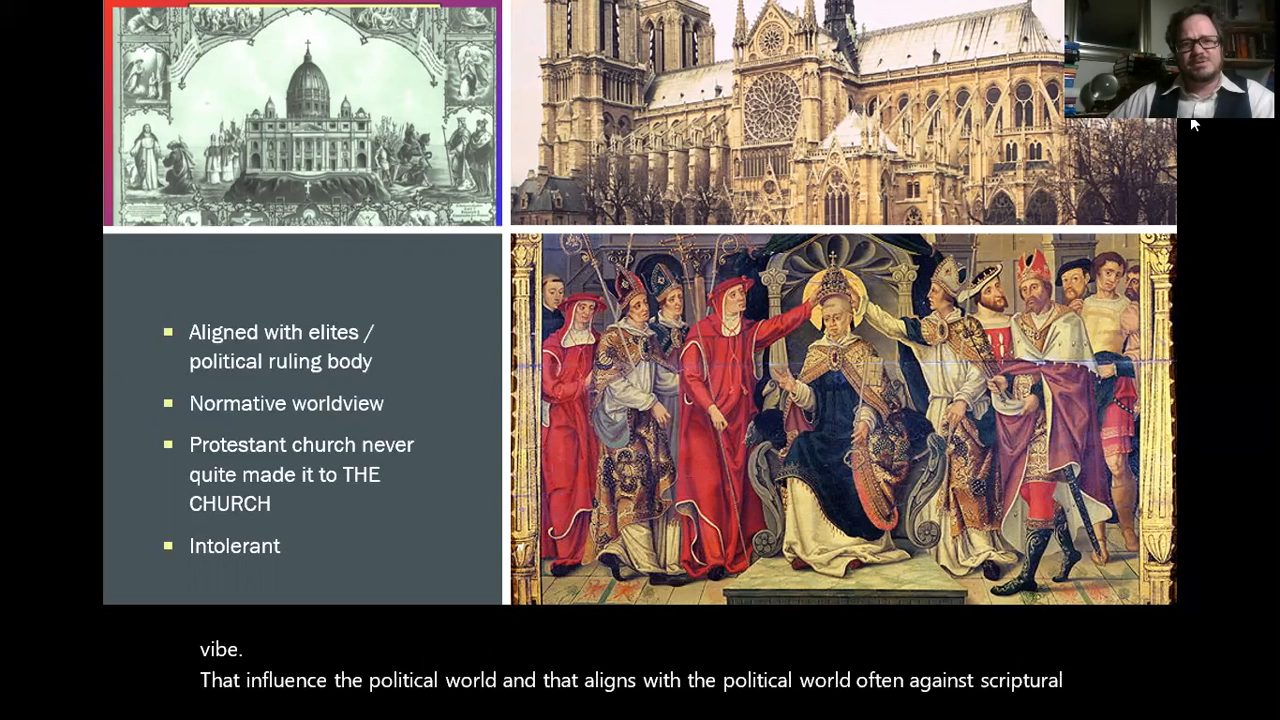 Aligned with elites /
political ruling body
Normative worldview
Protestant church never
quite made it to THE
CHURCH
Intolerant
vibe.
That influence the political world and that aligns with the political world often against scriptural